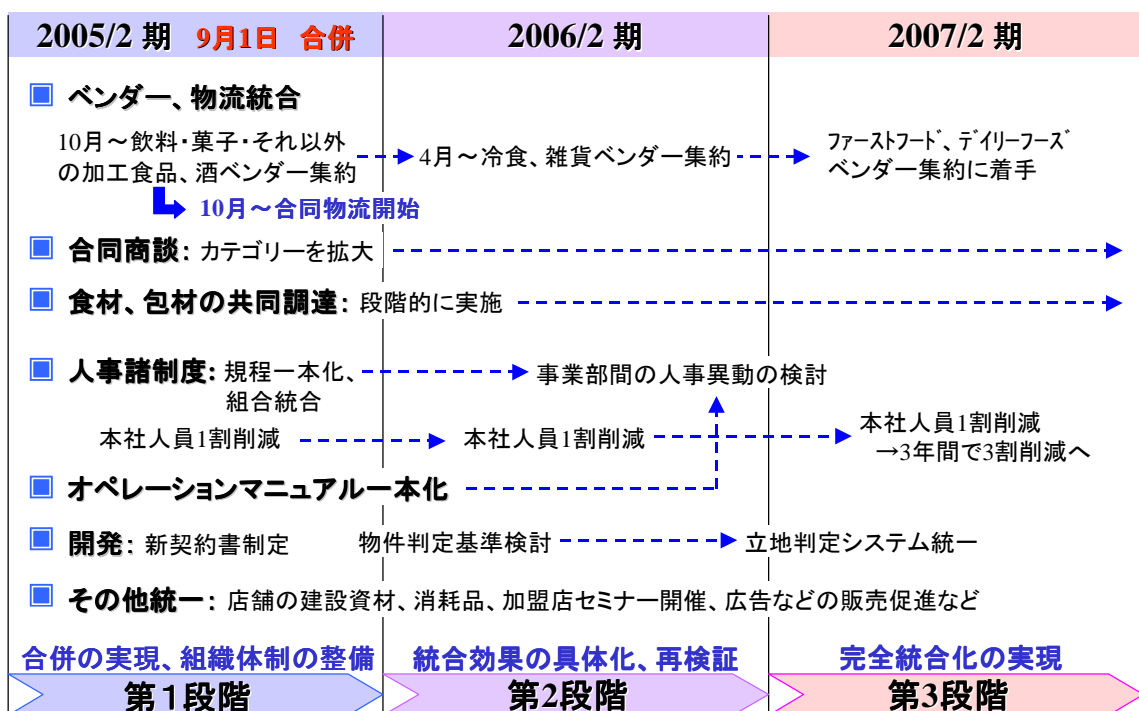 2005/2 期 9月1日 合併
2006/2 期
2007/2 期
ベンダー、物流統合
10月～飲料・菓子・それ以外
の加工食品、酒ベンダー集約
4月～冷食、雑貨ベンダー集約
ﾌｧｰｽﾄﾌｰﾄﾞ、ﾃﾞｲﾘｰﾌｰｽﾞ
ベンダー集約に着手
10月～合同物流開始
合同商談：カテゴリーを拡大
食材、包材の共同調達：段階的に実施
人事諸制度:規程一本化、
組合統合
事業部間の人事異動の検討
本社人員1割削減
本社人員1割削減
本社人員1割削減
→3年間で3割削減へ
オペレーションマニュアル一本化
開発：新契約書制定
物件判定基準検討
立地判定システム統一
その他統一：店舗の建設資材、消耗品、加盟店セミナー開催、広告などの販売促進など
合併の実現、組織体制の整備
統合効果の具体化、再検証
完全統合化の実現
第１段階
第2段階
第3段階